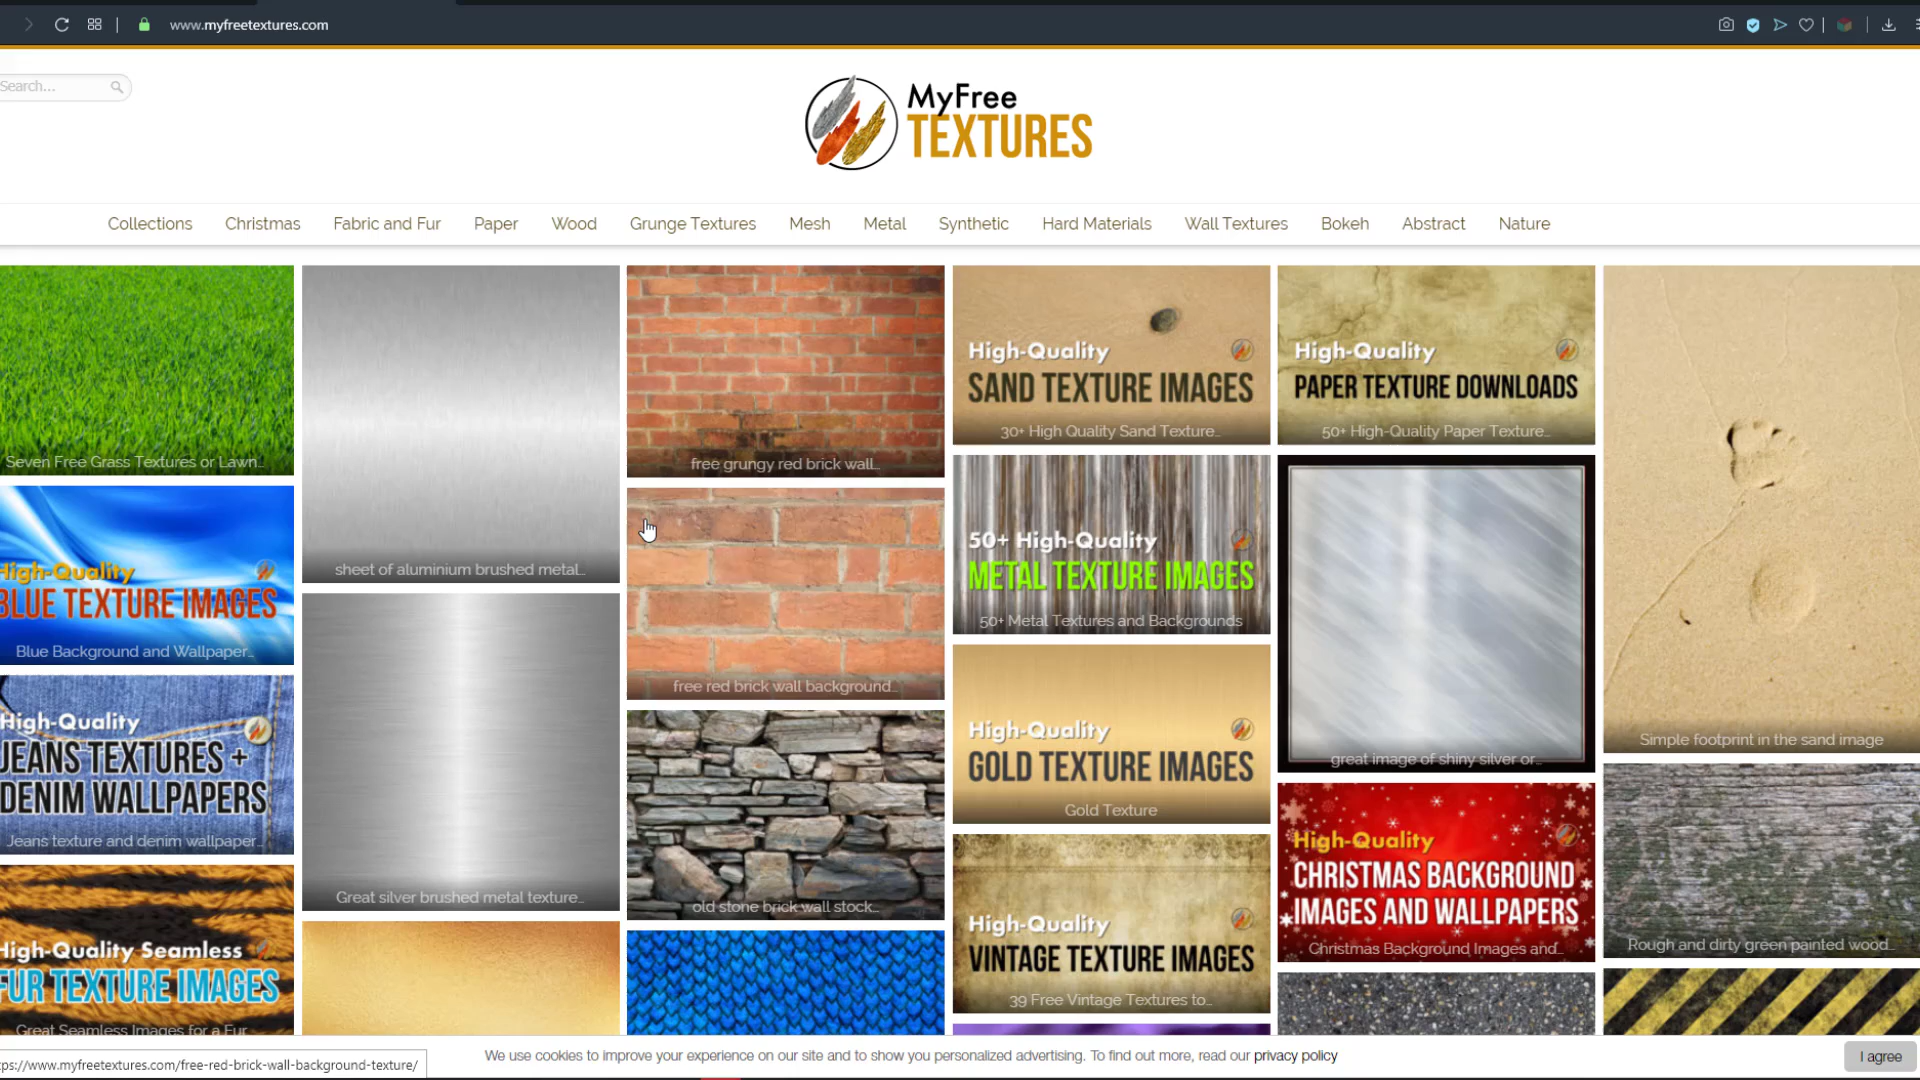 www.myfreetextures.com
Search...
MyFree
TEXTURES
Collections Christmas Fabric and Fur Paper Wood Grunge Textures Mesh Metal Synthetic Hard Materials Wall Textures Bokeh Abstract Nature
Seven Free Grass Textures or Lawn...
High-Quality
BLUE TEXTURE IMAGES
Blue Background and Wallpaper...
High-Quality
JEANS TEXTURES +
DENIM WALLPAPERS
Jeans texture and denim wallpaper...
High-Quality Seamless
FUR TEXTURE IMAGES
Great Seamless Images for a Fur
sheet of aluminium brushed metal...
Great silver brushed metal texture...
free grungy red brick wall...
free red brick wall background...
old stone brick wall stock...
High-Quality
SAND TEXTURE IMAGES
30+ High Quality Sand Texture...
50+ High-Quality
METAL TEXTURE IMAGES
50+ Metal Textures and Backgrounds
High-Quality
GOLD TEXTURE IMAGES
Gold Texture
High-Quality
VINTAGE TEXTURE IMAGES
39 Free Vintage Textures to...
High-Quality
PAPER TEXTURE DOWNLOADS
50+ High-Quality Paper Texture...
great image of shiny silver or...
High-Quality
CHRISTMAS BACKGROUND
IMAGES AND WALLPAPERS
Christmas Background Images and...
Simple footprint in the sand image
Rough and dirty green painted wood...
We use cookies to improve your experience on our site and to show you personalized advertising. To find out more, read our privacy policy
I agree
tps://www.myfreetextures.com/free-red-brick-wall-background-texture/